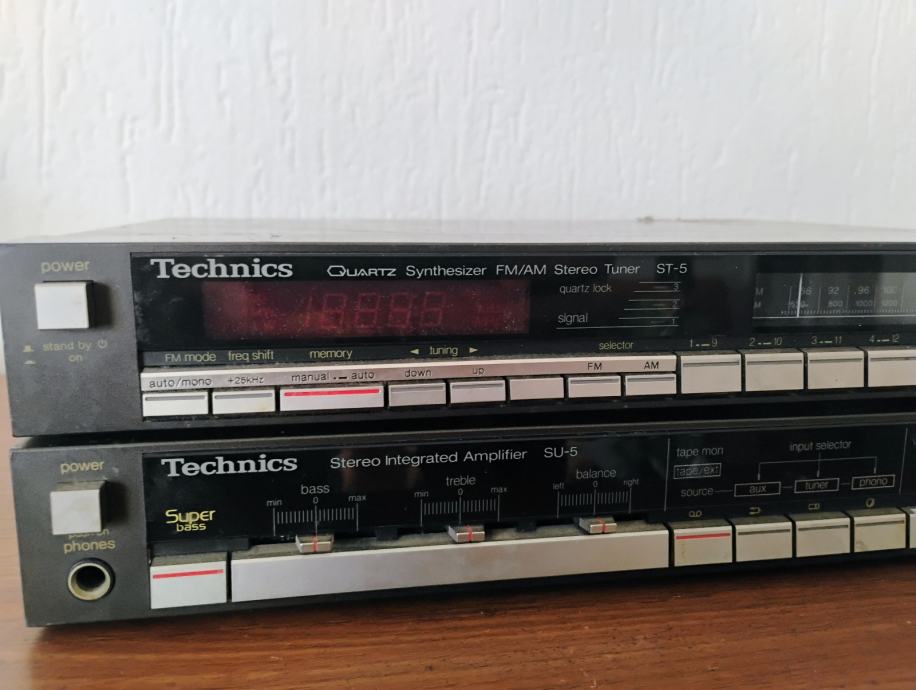 power
Technics QUARTZ Synthesizer FM/AM Stereo Tuner ST-5
quartz lock 3
2
signal 1
stand by
on
FM mode freq shift memory ◄ tuning ► selector 1 -- 9 2 -- 10 3 -- 11 4 -- 12
auto/mono +25kHz manual -- auto down up FM AM
power
Technics Stereo Integrated Amplifier SU-5
Super
bass
bass treble balance
min 0 max min 0 max left 0 right
tape mon input selector
tape/ext
source aux tuner phono
phones